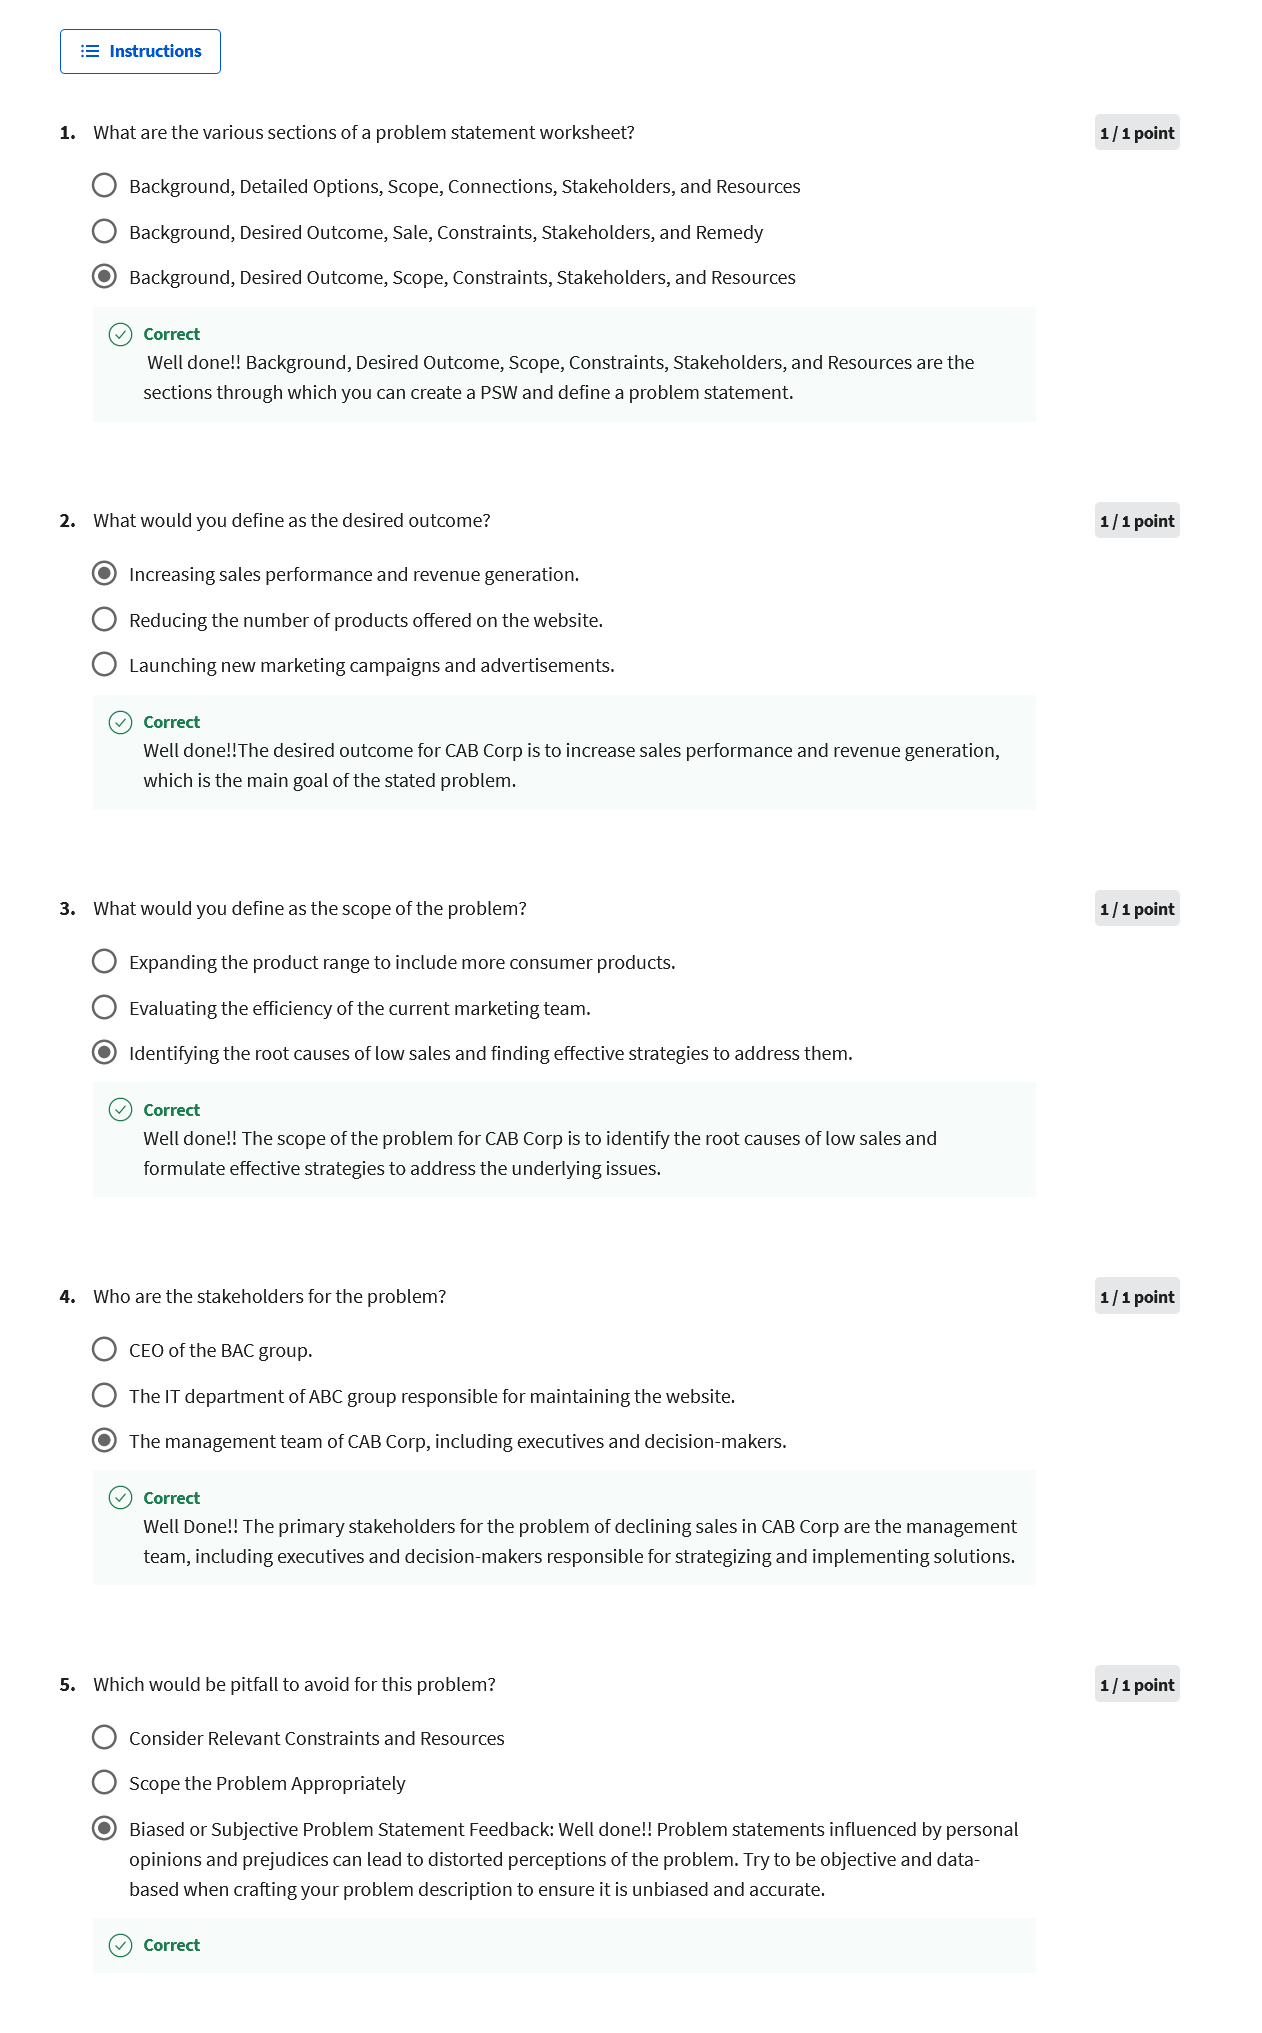 Instructions
1. What are the various sections of a problem statement worksheet?
1 / 1 point
Background, Detailed Options, Scope, Connections, Stakeholders, and Resources
Background, Desired Outcome, Sale, Constraints, Stakeholders, and Remedy
Background, Desired Outcome, Scope, Constraints, Stakeholders, and Resources
Correct
Well done!! Background, Desired Outcome, Scope, Constraints, Stakeholders, and Resources are the
sections through which you can create a PSW and define a problem statement.
2. What would you define as the desired outcome?
1 / 1 point
Increasing sales performance and revenue generation.
Reducing the number of products offered on the website.
Launching new marketing campaigns and advertisements.
Correct
Well done!!The desired outcome for CAB Corp is to increase sales performance and revenue generation,
which is the main goal of the stated problem.
3. What would you define as the scope of the problem?
1 / 1 point
Expanding the product range to include more consumer products.
Evaluating the efficiency of the current marketing team.
Identifying the root causes of low sales and finding effective strategies to address them.
Correct
Well done!! The scope of the problem for CAB Corp is to identify the root causes of low sales and
formulate effective strategies to address the underlying issues.
4. Who are the stakeholders for the problem?
1 / 1 point
CEO of the BAC group.
The IT department of ABC group responsible for maintaining the website.
The management team of CAB Corp, including executives and decision-makers.
Correct
Well Done!! The primary stakeholders for the problem of declining sales in CAB Corp are the management
team, including executives and decision-makers responsible for strategizing and implementing solutions.
5. Which would be pitfall to avoid for this problem?
1 / 1 point
Consider Relevant Constraints and Resources
Scope the Problem Appropriately
Biased or Subjective Problem Statement Feedback: Well done!! Problem statements influenced by personal
opinions and prejudices can lead to distorted perceptions of the problem. Try to be objective and data-
based when crafting your problem description to ensure it is unbiased and accurate.
Correct